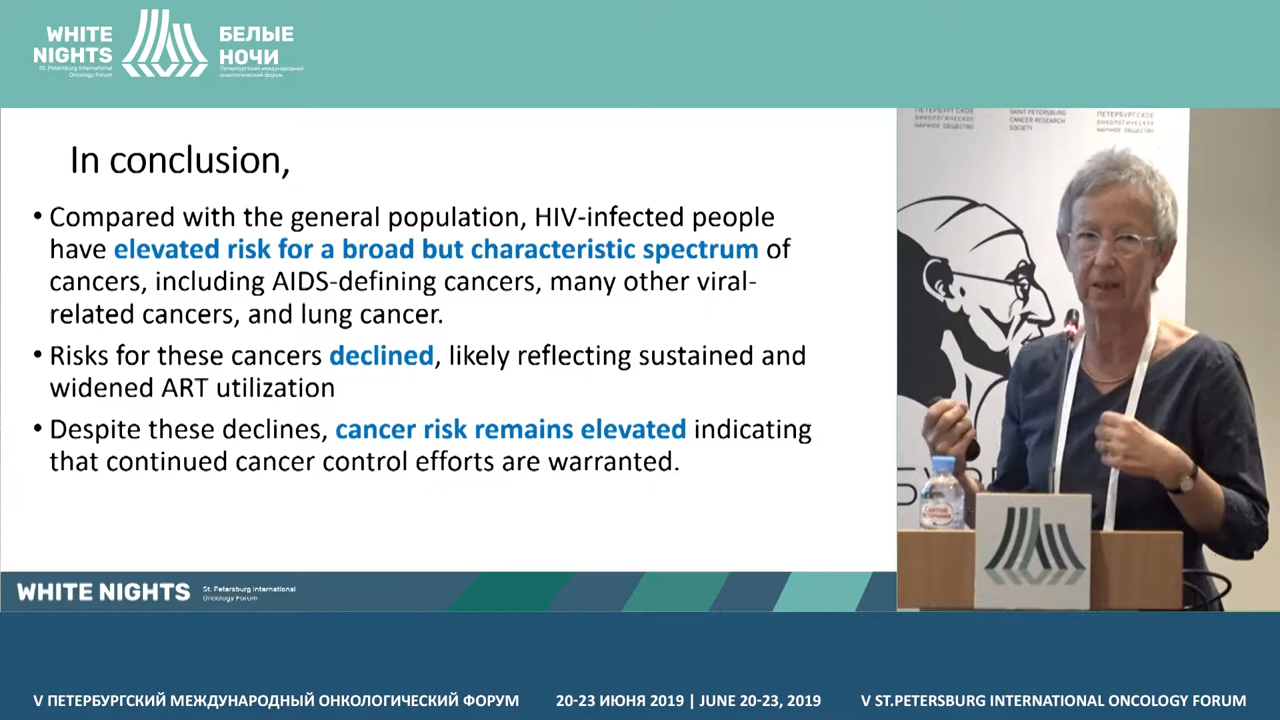 WHITE
NIGHTS
St. Petersburg International
Oncology Forum
БЕЛЫЕ
НОЧИ
Петербургский международный
онкологический форум
In conclusion,
• Compared with the general population, HIV-infected people
have elevated risk for a broad but characteristic spectrum of
cancers, including AIDS-defining cancers, many other viral-
related cancers, and lung cancer.
• Risks for these cancers declined, likely reflecting sustained and
widened ART utilization
• Despite these declines, cancer risk remains elevated indicating
that continued cancer control efforts are warranted.
WHITE NIGHTS
St. Petersburg International
Oncology Forum
ПЕТЕРБУРГСКОЕ
ОНКОЛОГИЧЕСКОЕ
НАУЧНОЕ ОБЩЕСТВО
SAINT PETERSBURG
CANCER RESEARCH
SOCIETY
ПЕТЕРБУРГСКОЕ
ОНКОЛОГИЧЕСКОЕ
НАУЧНОЕ ОБЩЕСТВО
V ПЕТЕРБУРГСКИЙ МЕЖДУНАРОДНЫЙ ОНКОЛОГИЧЕСКИЙ ФОРУМ
20-23 ИЮНЯ 2019 | JUNE 20-23, 2019
V ST.PETERSBURG INTERNATIONAL ONCOLOGY FORUM